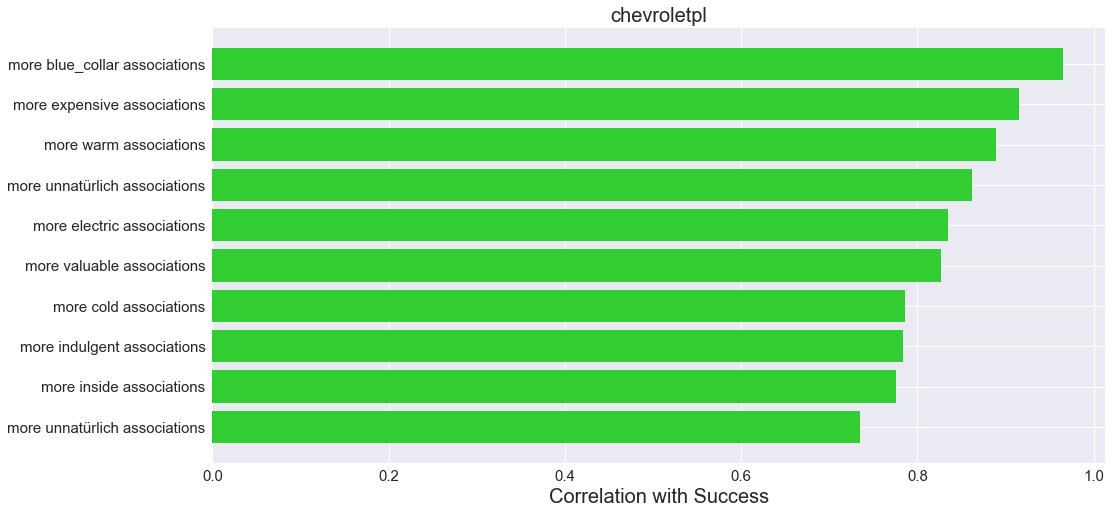 chevroletpl
more blue_collar associations
more expensive associations
more warm associations
more unnatürlich associations
more electric associations
more valuable associations
more cold associations
more indulgent associations
more inside associations
more unnatürlich associations
0.0 0.2 0.4 0.6 0.8 1.0
Correlation with Success